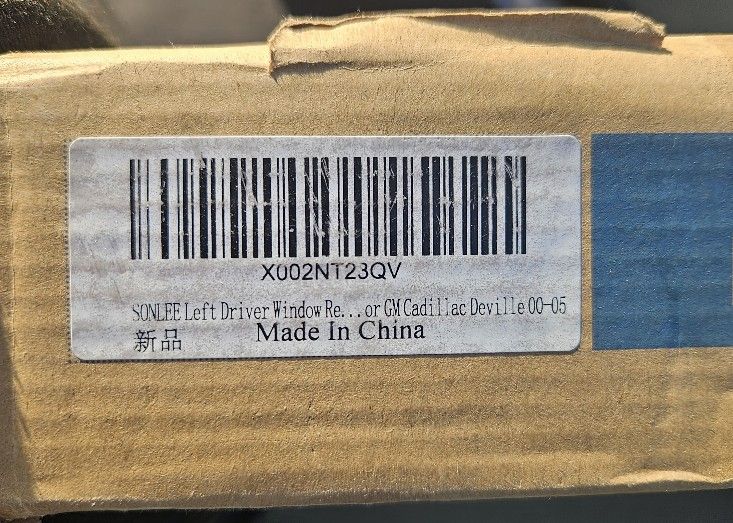 X002NT23QV
SONLEE Left Driver Window Re...or GM Cadillac Deville 00-05
新品 Made In China